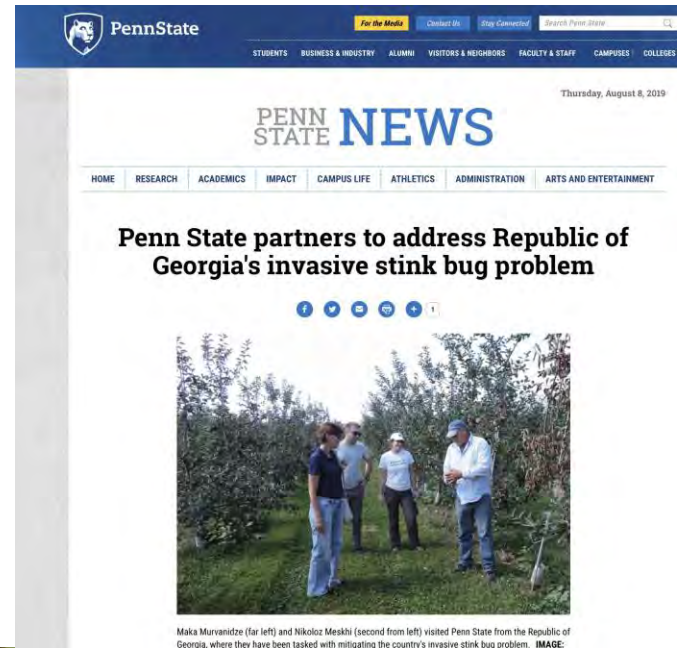 PennState
For the Media Contact Us Stay Connected Search Penn State
STUDENTS BUSINESS & INDUSTRY ALUMNI VISITORS & NEIGHBORS FACULTY & STAFF CAMPUSES COLLEGES
Thursday, August 8, 2019
PENN STATE NEWS
HOME RESEARCH ACADEMICS IMPACT CAMPUS LIFE ATHLETICS ADMINISTRATION ARTS AND ENTERTAINMENT
Penn State partners to address Republic of
Georgia's invasive stink bug problem
1
Maka Murvanidze (far left) and Nikoloz Meskhi (second from left) visited Penn State from the Republic of
Georgia, where they have been tasked with mitigating the country's invasive stink bug problem. IMAGE: